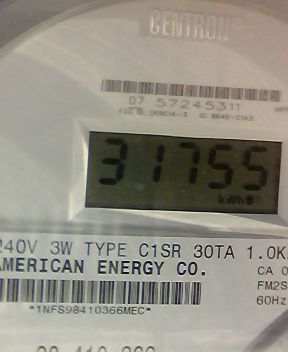 CENTRON®
07 57245311
31755
kWh
240V 3W TYPE C1SR 30TA 1.0K
AMERICAN ENERGY CO.
CA 0
FM2S
60Hz
*1NFS98410366MEC*